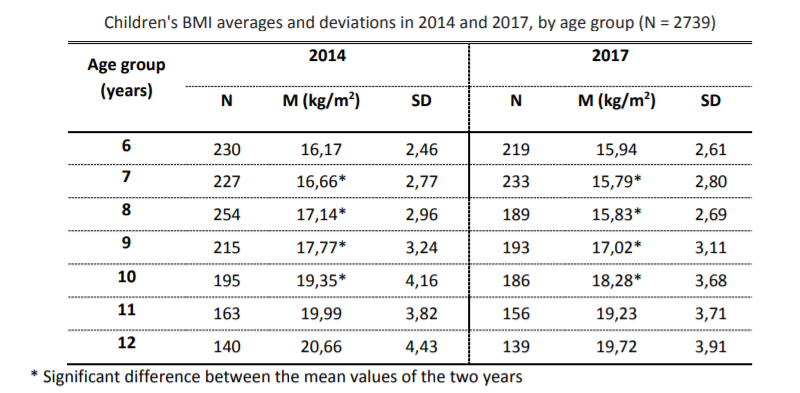 Children's BMI averages and deviations in 2014 and 2017, by age group (N = 2739)
Age group (years) 2014 2017
N M (kg/m²) SD N M (kg/m²) SD
6 230 16,17 2,46 219 15,94 2,61
7 227 16,66* 2,77 233 15,79* 2,80
8 254 17,14* 2,96 189 15,83* 2,69
9 215 17,77* 3,24 193 17,02* 3,11
10 195 19,35* 4,16 186 18,28* 3,68
11 163 19,99 3,82 156 19,23 3,71
12 140 20,66 4,43 139 19,72 3,91
* Significant difference between the mean values of the two years